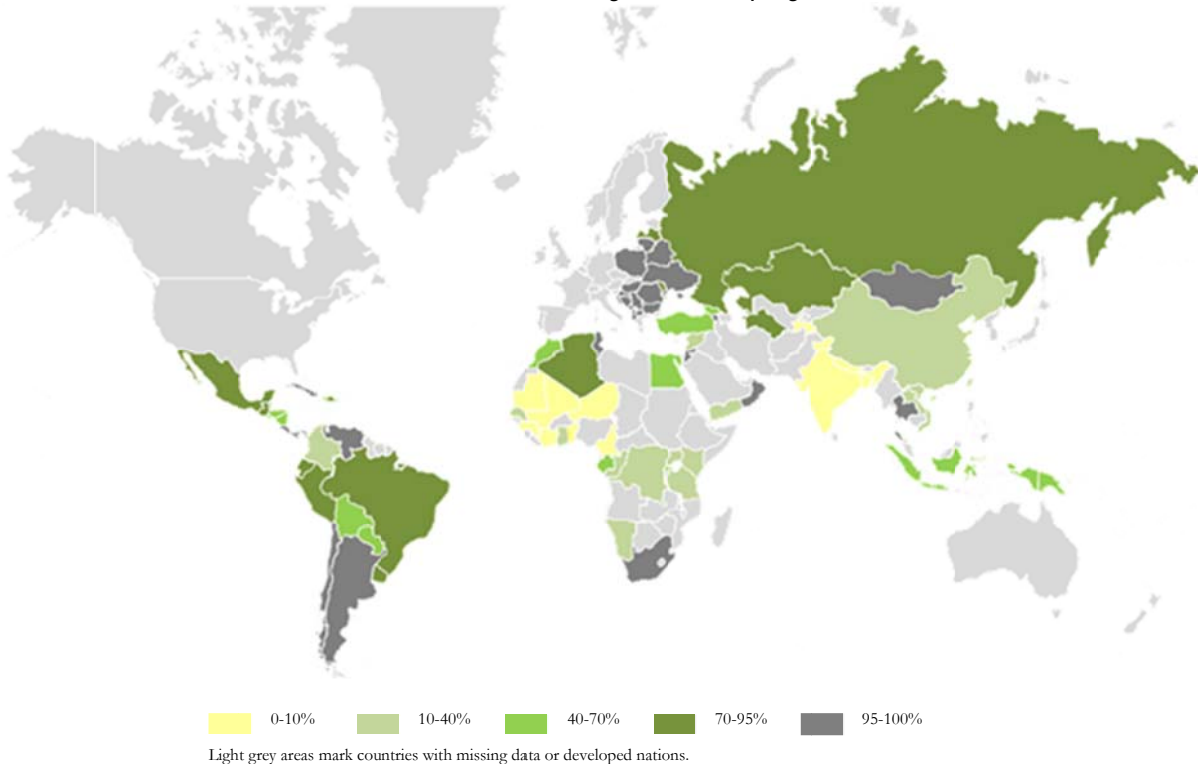 0-10% 10-40% 40-70% 70-95% 95-100%
Light grey areas mark countries with missing data or developed nations.